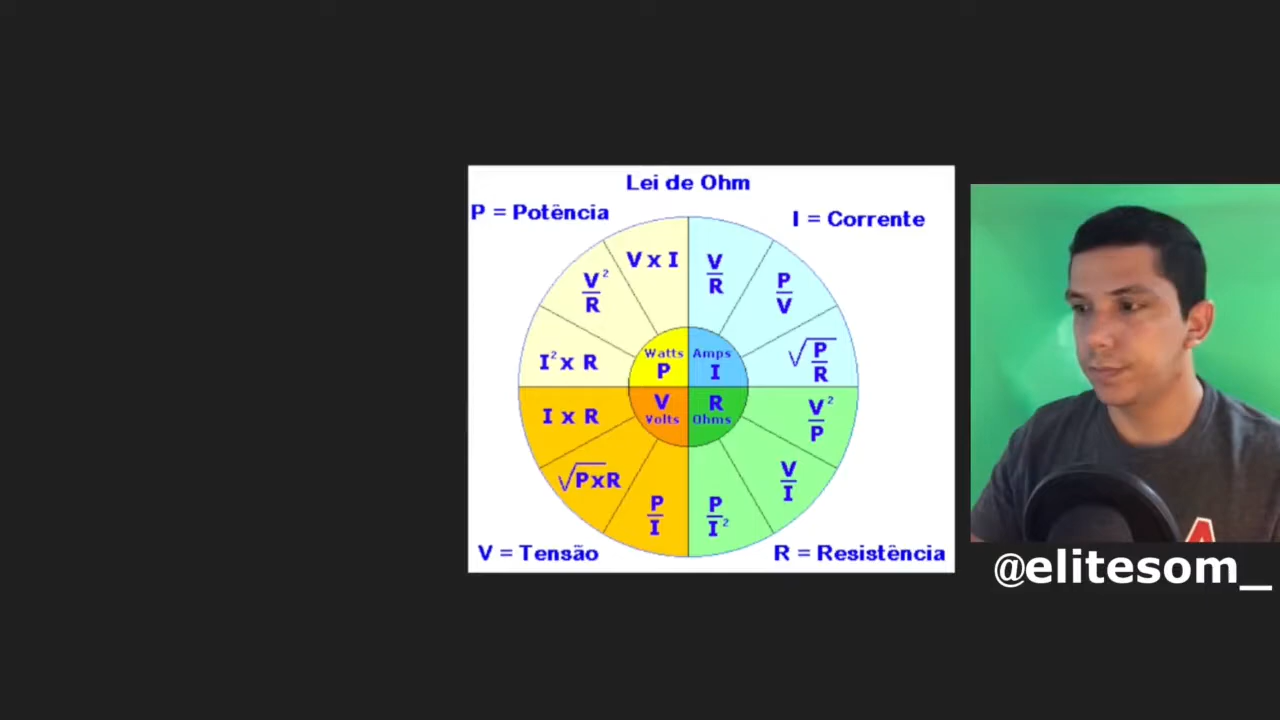 Lei de Ohm
P = Potência
I = Corrente
V x I
V/R
V²/R
P/V
I² x R
√P/R
Watts
P
Amps
I
V
Volts
R
Ohms
I x R
V²/P
√PxR
V/I
P/I
P/I²
V = Tensão
R = Resistência
@elitesom_
A